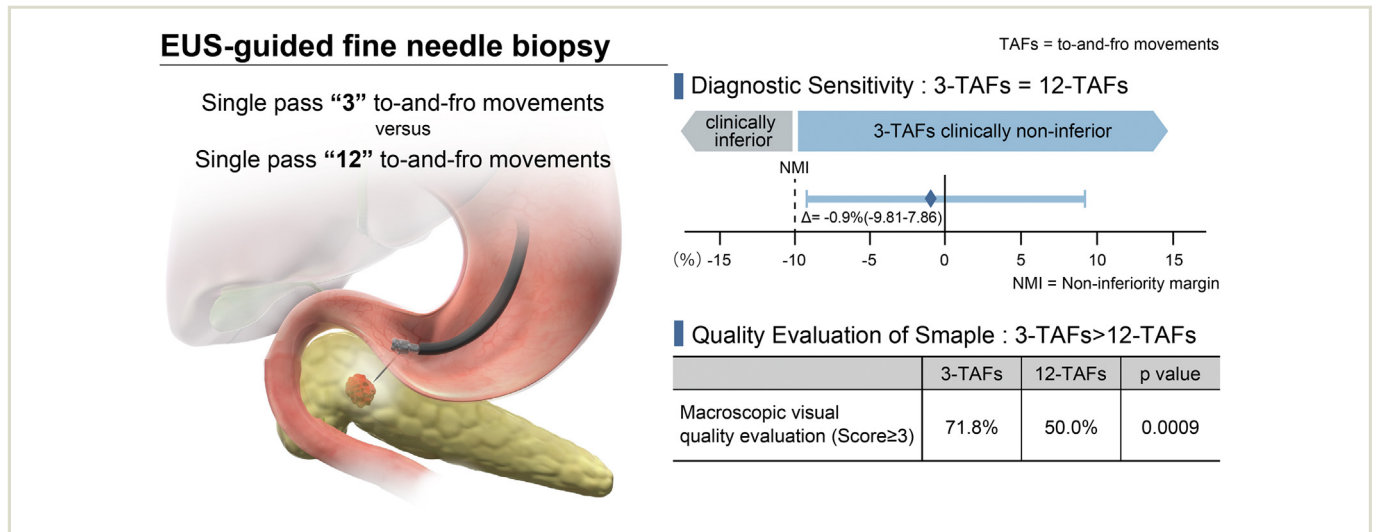 EUS-guided fine needle biopsy
Single pass “3” to-and-fro movements
versus
Single pass “12” to-and-fro movements
TAFs = to-and-fro movements
Diagnostic Sensitivity : 3-TAFs = 12-TAFs
clinically
inferior
3-TAFs clinically non-inferior
NMI
Δ= -0.9%(-9.81-7.86)
(%) -15 -10 -5 0 5 10 15
NMI = Non-inferiority margin
Quality Evaluation of Smaple : 3-TAFs>12-TAFs
3-TAFs 12-TAFs p value
Macroscopic visual
quality evaluation (Score≥3) 71.8% 50.0% 0.0009